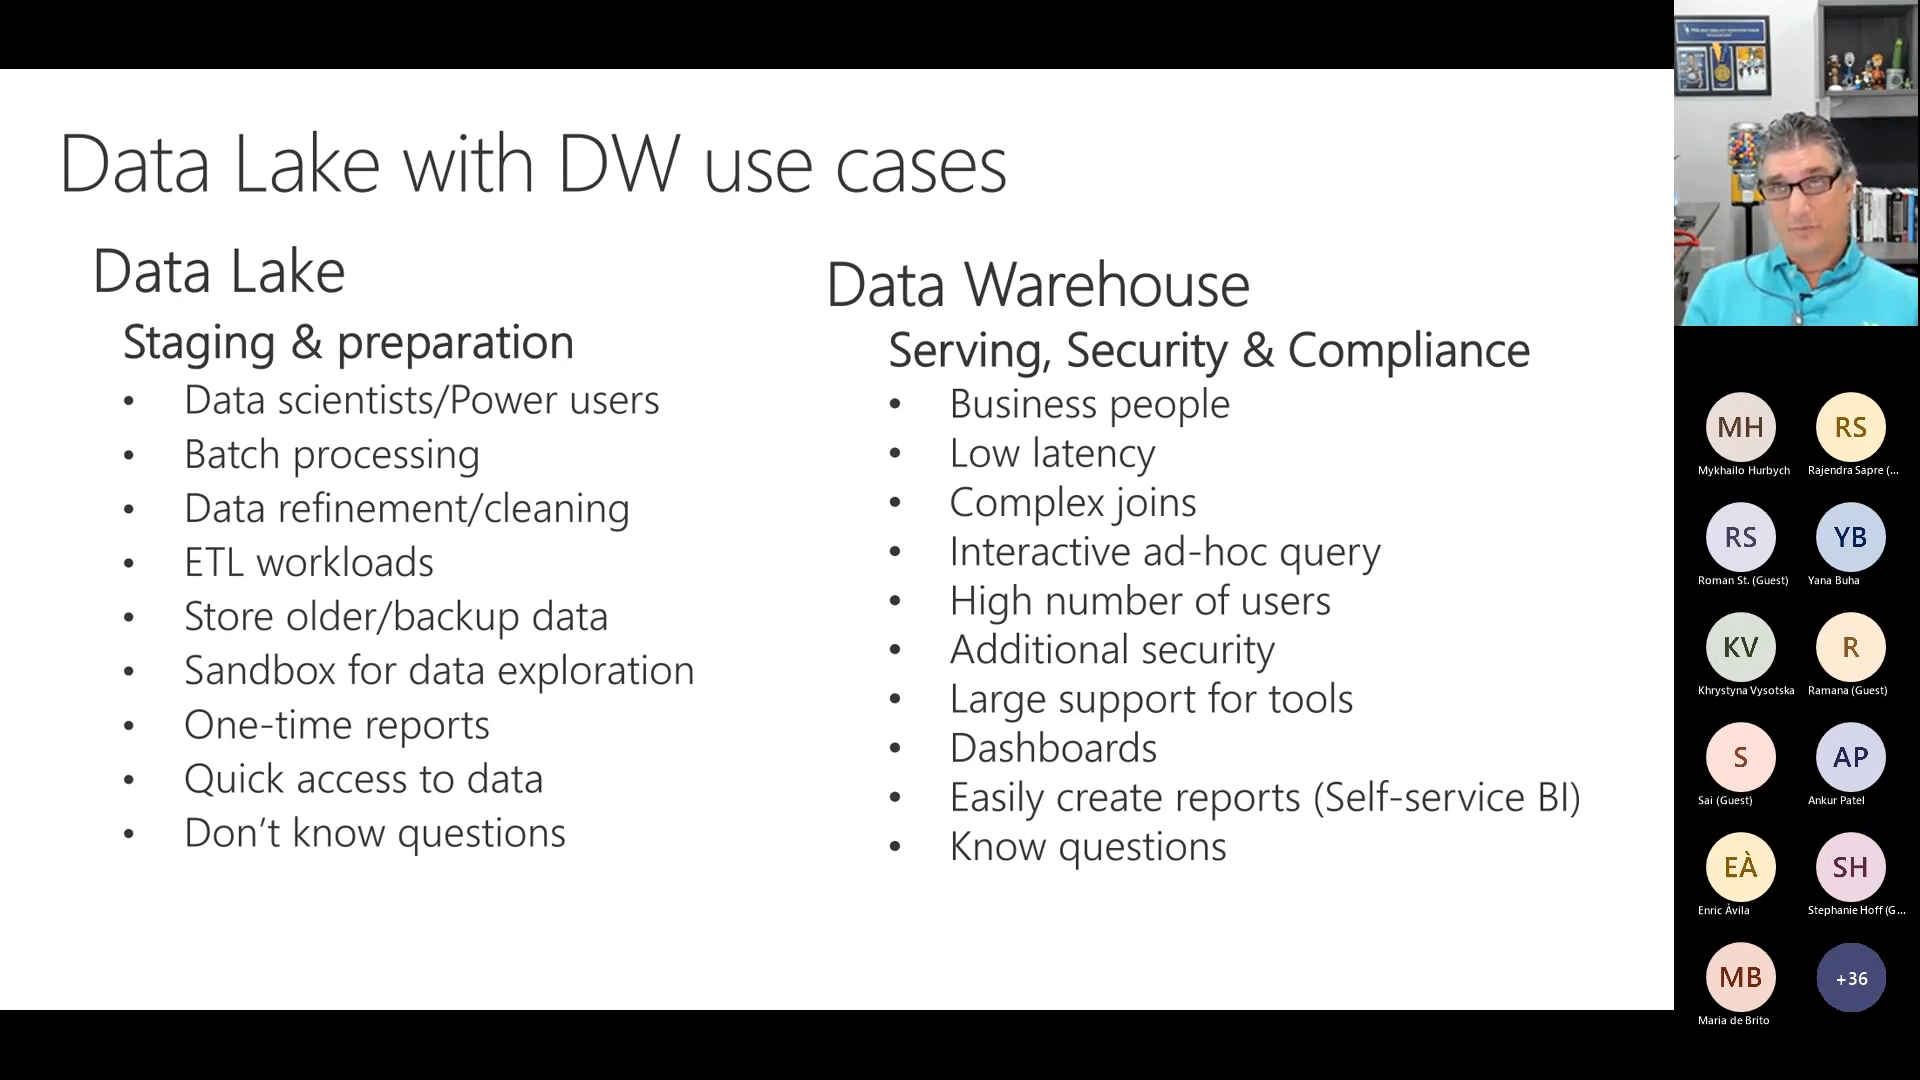 Data Lake with DW use cases
Data Lake
Staging & preparation
• Data scientists/Power users
• Batch processing
• Data refinement/cleaning
• ETL workloads
• Store older/backup data
• Sandbox for data exploration
• One-time reports
• Quick access to data
• Don’t know questions
Data Warehouse
Serving, Security & Compliance
• Business people
• Low latency
• Complex joins
• Interactive ad-hoc query
• High number of users
• Additional security
• Large support for tools
• Dashboards
• Easily create reports (Self-service BI)
• Know questions
MH
Mykhailo Hurbych
RS
Rajendra Sapre (...
RS
Roman St. (Guest)
YB
Yana Buha
KV
Khrystyna Vysotska
R
Ramana (Guest)
S
Sai (Guest)
AP
Ankur Patel
EÀ
Enric Àvila
SH
Stephanie Hoff (G...
MB
Maria de Brito
+36